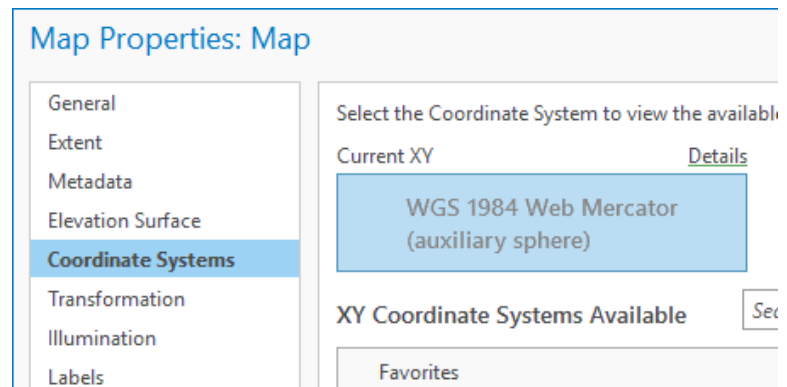 Map Properties: Map
General
Extent
Metadata
Elevation Surface
Coordinate Systems
Transformation
Illumination
Labels
Select the Coordinate System to view the
Current XY Details
WGS 1984 Web Mercator
(auxiliary sphere)
XY Coordinate Systems Available
Favorites